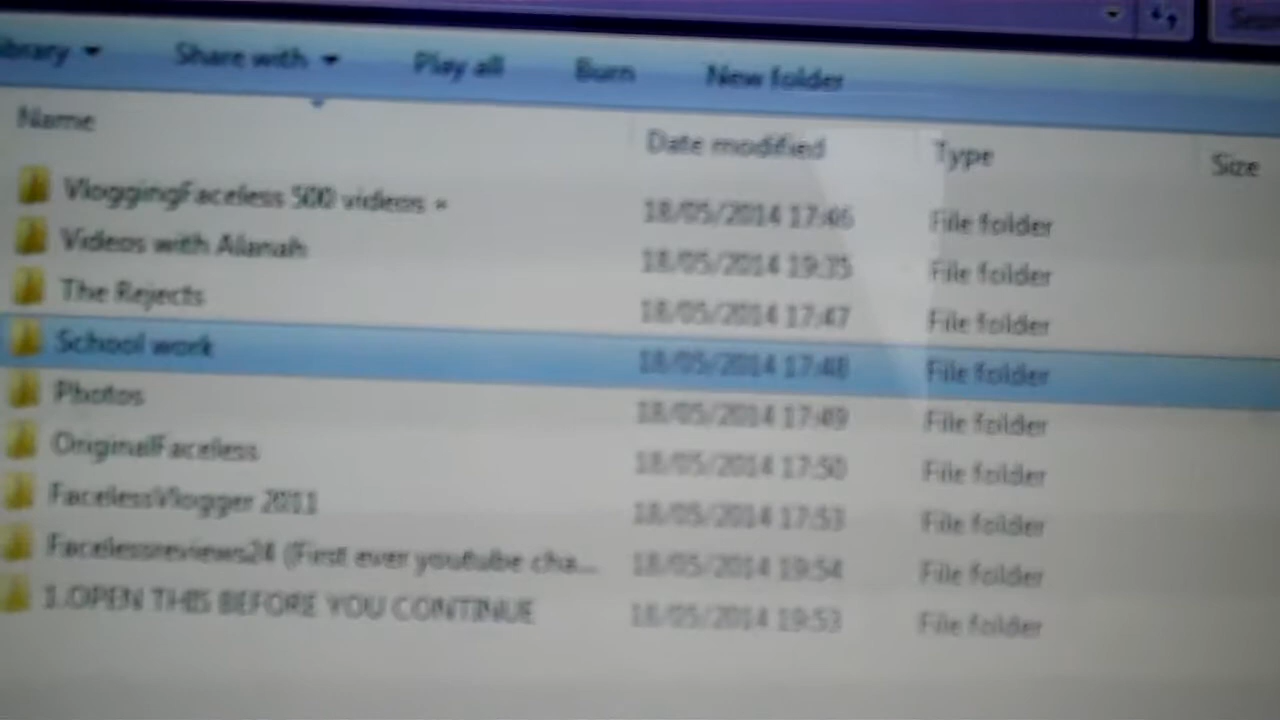 ibrary Share with Play all Burn New folder
Name Date modified Type Size
VloggingFaceless 500 videos + 18/05/2014 17:46 File folder
Videos with Alanah 18/05/2014 19:35 File folder
The Rejects 18/05/2014 17:47 File folder
School work 18/05/2014 17:48 File folder
Photos 18/05/2014 17:49 File folder
OriginalFaceless 18/05/2014 17:50 File folder
FacelessVlogger 2011 18/05/2014 17:53 File folder
Facelessreviews24 (First ever youtube cha... 18/05/2014 19:54 File folder
1.OPEN THIS BEFORE YOU CONTINUE 18/05/2014 19:53 File folder